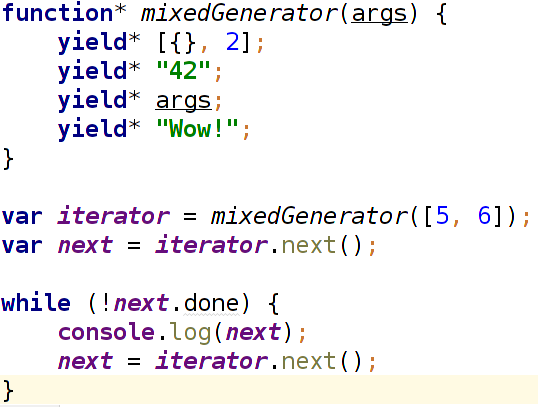 function* mixedGenerator(args) {
    yield* [{}, 2];
    yield* "42";
    yield* args;
    yield* "Wow!";
}

var iterator = mixedGenerator([5, 6]);
var next = iterator.next();

while (!next.done) {
    console.log(next);
    next = iterator.next();
}